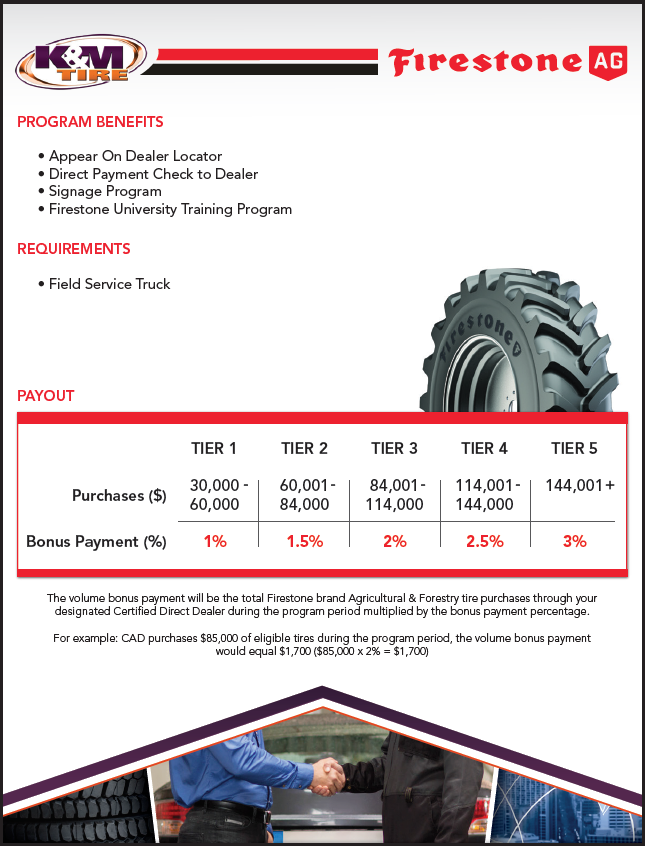 K&M
TIRE
Firestone AG
PROGRAM BENEFITS
• Appear On Dealer Locator
• Direct Payment Check to Dealer
• Signage Program
• Firestone University Training Program
REQUIREMENTS
• Field Service Truck
Firestone
PAYOUT
TIER 1 TIER 2 TIER 3 TIER 4 TIER 5
Purchases ($) 30,000 - 60,001- 84,001- 114,001- 144,001+
60,000 84,000 114,000 144,000
Bonus Payment (%) 1% 1.5% 2% 2.5% 3%
The volume bonus payment will be the total Firestone brand Agricultural & Forestry tire purchases through your
designated Certified Direct Dealer during the program period multiplied by the bonus payment percentage.
For example: CAD purchases $85,000 of eligible tires during the program period, the volume bonus payment
would equal $1,700 ($85,000 x 2% = $1,700)